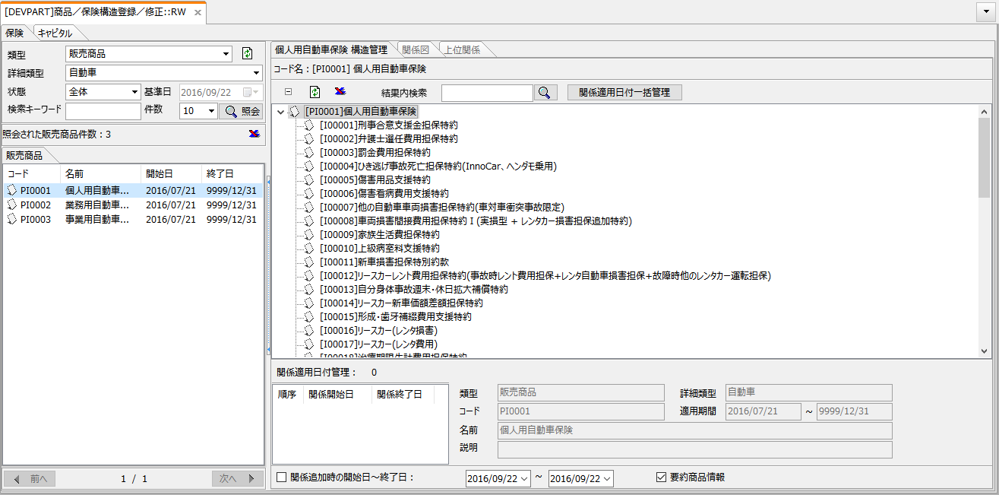 [DEVPART]商品／保険構造登録／修正::RW
保険 キャピタル
類型 販売商品
詳細類型 自動車
状態 全体 基準日 2016/09/22
検索キーワード 件数 10 照会
照会された販売商品件数：3
販売商品
コード 名前 開始日 終了日
PI0001 個人用自動車... 2016/07/21 9999/12/31
PI0002 業務用自動車... 2016/07/21 9999/12/31
PI0003 事業用自動車... 2016/07/21 9999/12/31
前へ 1 / 1 次へ
個人用自動車保険 構造管理 関係図 上位関係
コード名：[PI0001] 個人用自動車保険
結果内検索 関係適用日付一括管理
[PI0001]個人用自動車保険
[I00001]刑事合意支援金担保特約
[I00002]弁護士選任費用担保特約
[I00003]罰金費用担保特約
[I00004]ひき逃げ事故死亡担保特約(InnoCar、ヘンダモ乗用)
[I00005]傷害用品支援特約
[I00006]傷害看病費用支援特約
[I00007]他の自動車車両損害担保特約(車対車衝突事故限定)
[I00008]車両損害間接費用担保特約Ⅰ(実損型 + レンタカー損害担保追加特約)
[I00009]家族生活費担保特約
[I00010]上級病室料支援特約
[I00011]新車損害担保特別約款
[I00012]リースカーレント費用担保特約(事故時レント費用担保+レンタ自動車損害担保+故障時他のレンタカー運転担保)
[I00013]自分身体事故週末・休日拡大補償特約
[I00014]リースカー新車価額差額担保特約
[I00015]形成・歯牙補綴費用支援特約
[I00016]リースカー(レンタ損害)
[I00017]リースカー(レンタ費用)
[I00018]治療期限生計費用担保特約
関係適用日付管理： 0
順序 関係開始日 関係終了日
類型 販売商品 詳細類型 自動車
コード PI0001 適用期間 2016/07/21 ~ 9999/12/31
名前 個人用自動車保険
説明
関係追加時の開始日～終了日： 2016/09/22 ~ 2016/09/22 要約商品情報